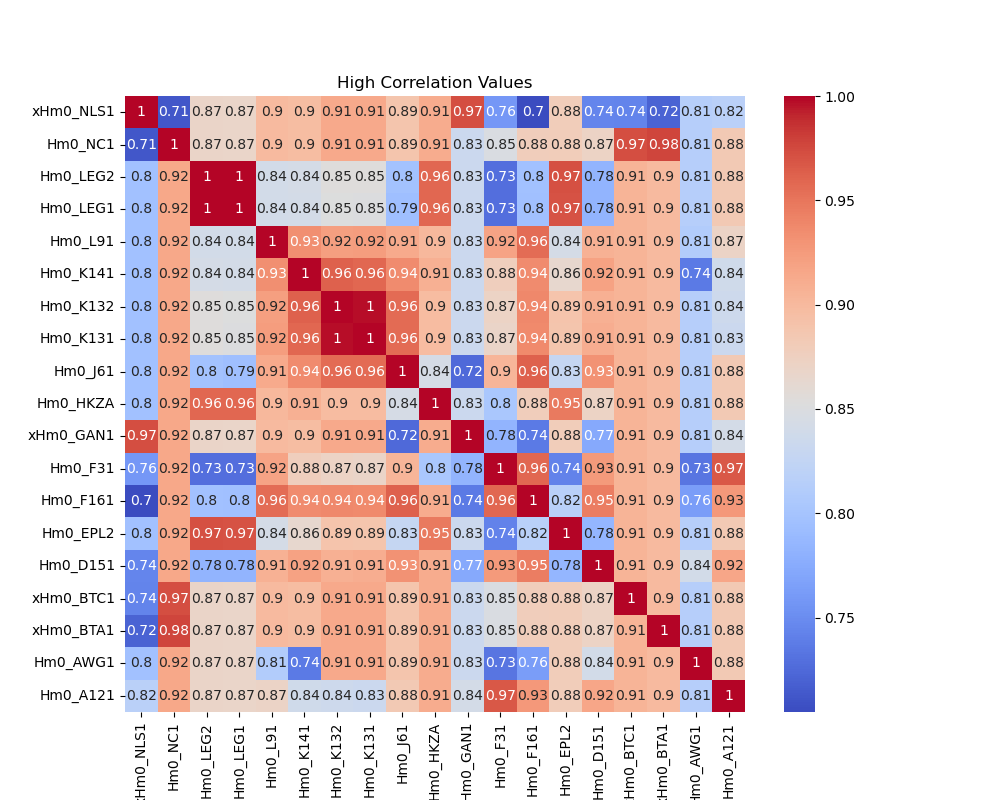 High Correlation Values
xHm0_NLS1 1 0.71 0.87 0.87 0.9 0.9 0.91 0.91 0.89 0.91 0.97 0.76 0.7 0.88 0.74 0.74 0.72 0.81 0.82
Hm0_NC1 0.71 1 0.87 0.87 0.9 0.9 0.91 0.91 0.89 0.91 0.83 0.85 0.88 0.88 0.87 0.97 0.98 0.81 0.88
Hm0_LEG2 0.8 0.92 1 1 0.84 0.84 0.85 0.85 0.8 0.96 0.83 0.73 0.8 0.97 0.78 0.91 0.9 0.81 0.88
Hm0_LEG1 0.8 0.92 1 1 0.84 0.84 0.85 0.85 0.79 0.96 0.83 0.73 0.8 0.97 0.78 0.91 0.9 0.81 0.88
Hm0_L91 0.8 0.92 0.84 0.84 1 0.93 0.92 0.92 0.91 0.9 0.83 0.92 0.96 0.84 0.91 0.91 0.9 0.81 0.87
Hm0_K141 0.8 0.92 0.84 0.84 0.93 1 0.96 0.96 0.94 0.91 0.83 0.88 0.94 0.86 0.92 0.91 0.9 0.74 0.84
Hm0_K132 0.8 0.92 0.85 0.85 0.92 0.96 1 1 0.96 0.9 0.83 0.87 0.94 0.89 0.91 0.91 0.9 0.81 0.84
Hm0_K131 0.8 0.92 0.85 0.85 0.92 0.96 1 1 0.96 0.9 0.83 0.87 0.94 0.89 0.91 0.91 0.9 0.81 0.83
Hm0_J61 0.8 0.92 0.8 0.79 0.91 0.94 0.96 0.96 1 0.84 0.72 0.9 0.96 0.83 0.93 0.91 0.9 0.81 0.88
Hm0_HKZA 0.8 0.92 0.96 0.96 0.9 0.91 0.9 0.9 0.84 1 0.83 0.8 0.88 0.95 0.87 0.91 0.9 0.81 0.88
xHm0_GAN1 0.97 0.92 0.87 0.87 0.9 0.9 0.91 0.91 0.72 0.91 1 0.78 0.74 0.88 0.77 0.91 0.9 0.81 0.84
Hm0_F31 0.76 0.92 0.73 0.73 0.92 0.88 0.87 0.87 0.9 0.8 0.78 1 0.96 0.74 0.93 0.91 0.9 0.73 0.97
Hm0_F161 0.7 0.92 0.8 0.8 0.96 0.94 0.94 0.94 0.96 0.91 0.74 0.96 1 0.82 0.95 0.91 0.9 0.76 0.93
Hm0_EPL2 0.8 0.92 0.97 0.97 0.84 0.86 0.89 0.89 0.83 0.95 0.83 0.74 0.82 1 0.78 0.91 0.9 0.81 0.88
Hm0_D151 0.74 0.92 0.78 0.78 0.91 0.92 0.91 0.91 0.93 0.91 0.77 0.93 0.95 0.78 1 0.91 0.9 0.84 0.92
xHm0_BTC1 0.74 0.97 0.87 0.87 0.9 0.9 0.91 0.91 0.89 0.91 0.83 0.85 0.88 0.88 0.87 1 0.9 0.81 0.88
xHm0_BTA1 0.72 0.98 0.87 0.87 0.9 0.9 0.91 0.91 0.89 0.91 0.83 0.85 0.88 0.88 0.87 0.91 1 0.81 0.88
Hm0_AWG1 0.8 0.92 0.87 0.87 0.81 0.74 0.91 0.91 0.89 0.91 0.83 0.73 0.76 0.88 0.84 0.91 0.9 1 0.88
Hm0_A121 0.82 0.92 0.87 0.87 0.87 0.84 0.84 0.83 0.88 0.91 0.84 0.97 0.93 0.88 0.92 0.91 0.9 0.81 1
Hm0_NLS1 Hm0_NC1 Hm0_LEG2 Hm0_LEG1 Hm0_L91 Hm0_K141 Hm0_K132 Hm0_K131 Hm0_J61 Hm0_HKZA Hm0_GAN1 Hm0_F31 Hm0_F161 Hm0_EPL2 Hm0_D151 Hm0_BTC1 Hm0_BTA1 Hm0_AWG1 Hm0_A121
1.00
0.95
0.90
0.85
0.80
0.75